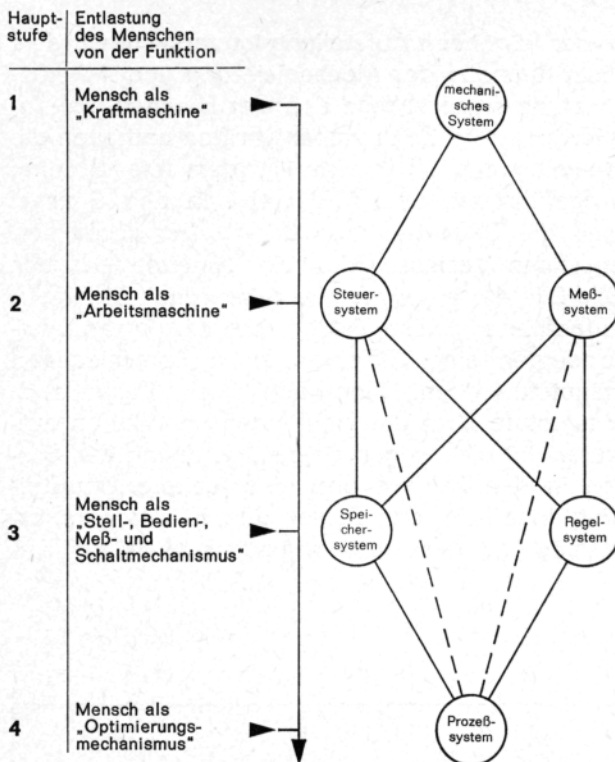 Haupt-
stufe
Entlastung
des Menschen
von der Funktion
1
Mensch als
„Kraftmaschine“
mechani-
sches
System
2
Mensch als
„Arbeitsmaschine“
Steuer-
system
Meß-
system
3
Mensch als
„Stell-, Bedien-,
Meß- und
Schaltmechanismus“
Spei-
cher-
system
Regel-
system
4
Mensch als
„Optimierungs-
mechanismus“
Prozeß-
system